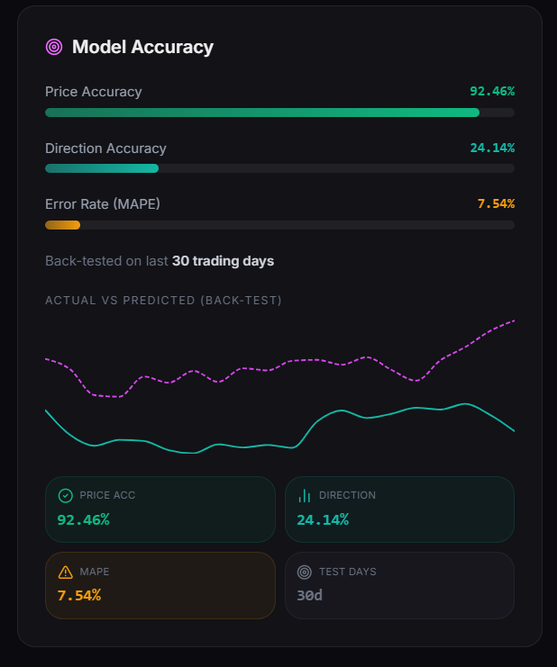 Model Accuracy
Price Accuracy 92.46%
Direction Accuracy 24.14%
Error Rate (MAPE) 7.54%
Back-tested on last 30 trading days
ACTUAL VS PREDICTED (BACK-TEST)
PRICE ACC
92.46%
DIRECTION
24.14%
MAPE
7.54%
TEST DAYS
30d